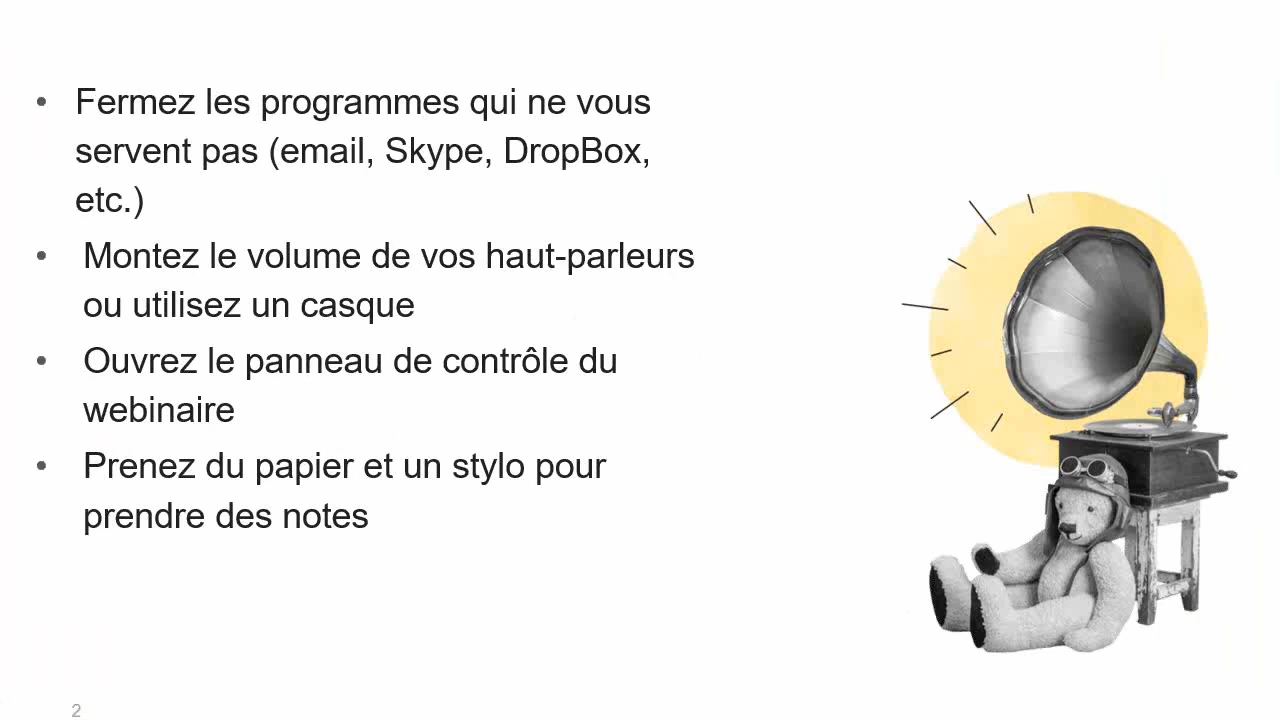 • Fermez les programmes qui ne vous
servent pas (email, Skype, DropBox,
etc.)
• Montez le volume de vos haut-parleurs
ou utilisez un casque
• Ouvrez le panneau de contrôle du
webinaire
• Prenez du papier et un stylo pour
prendre des notes
2